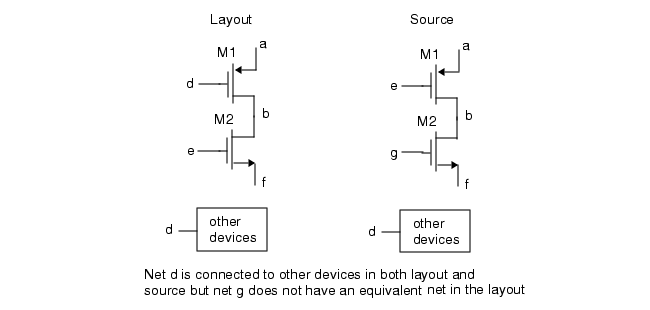 Layout
Source
M1
a
d
b
M2
e
f
M1
a
e
b
M2
g
f
d
other
devices
d
other
devices
Net d is connected to other devices in both layout and
source but net g does not have an equivalent net in the layout